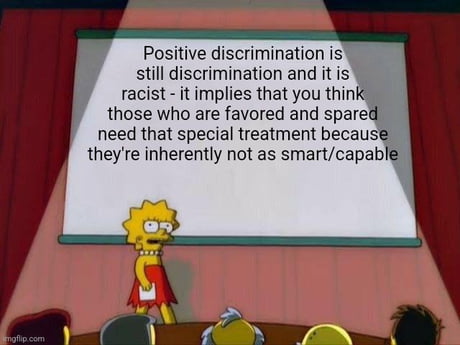 Positive discrimination is
still discrimination and it is
racist - it implies that you think
those who are favored and spared
need that special treatment because
they're inherently not as smart/capable
imgflip.com